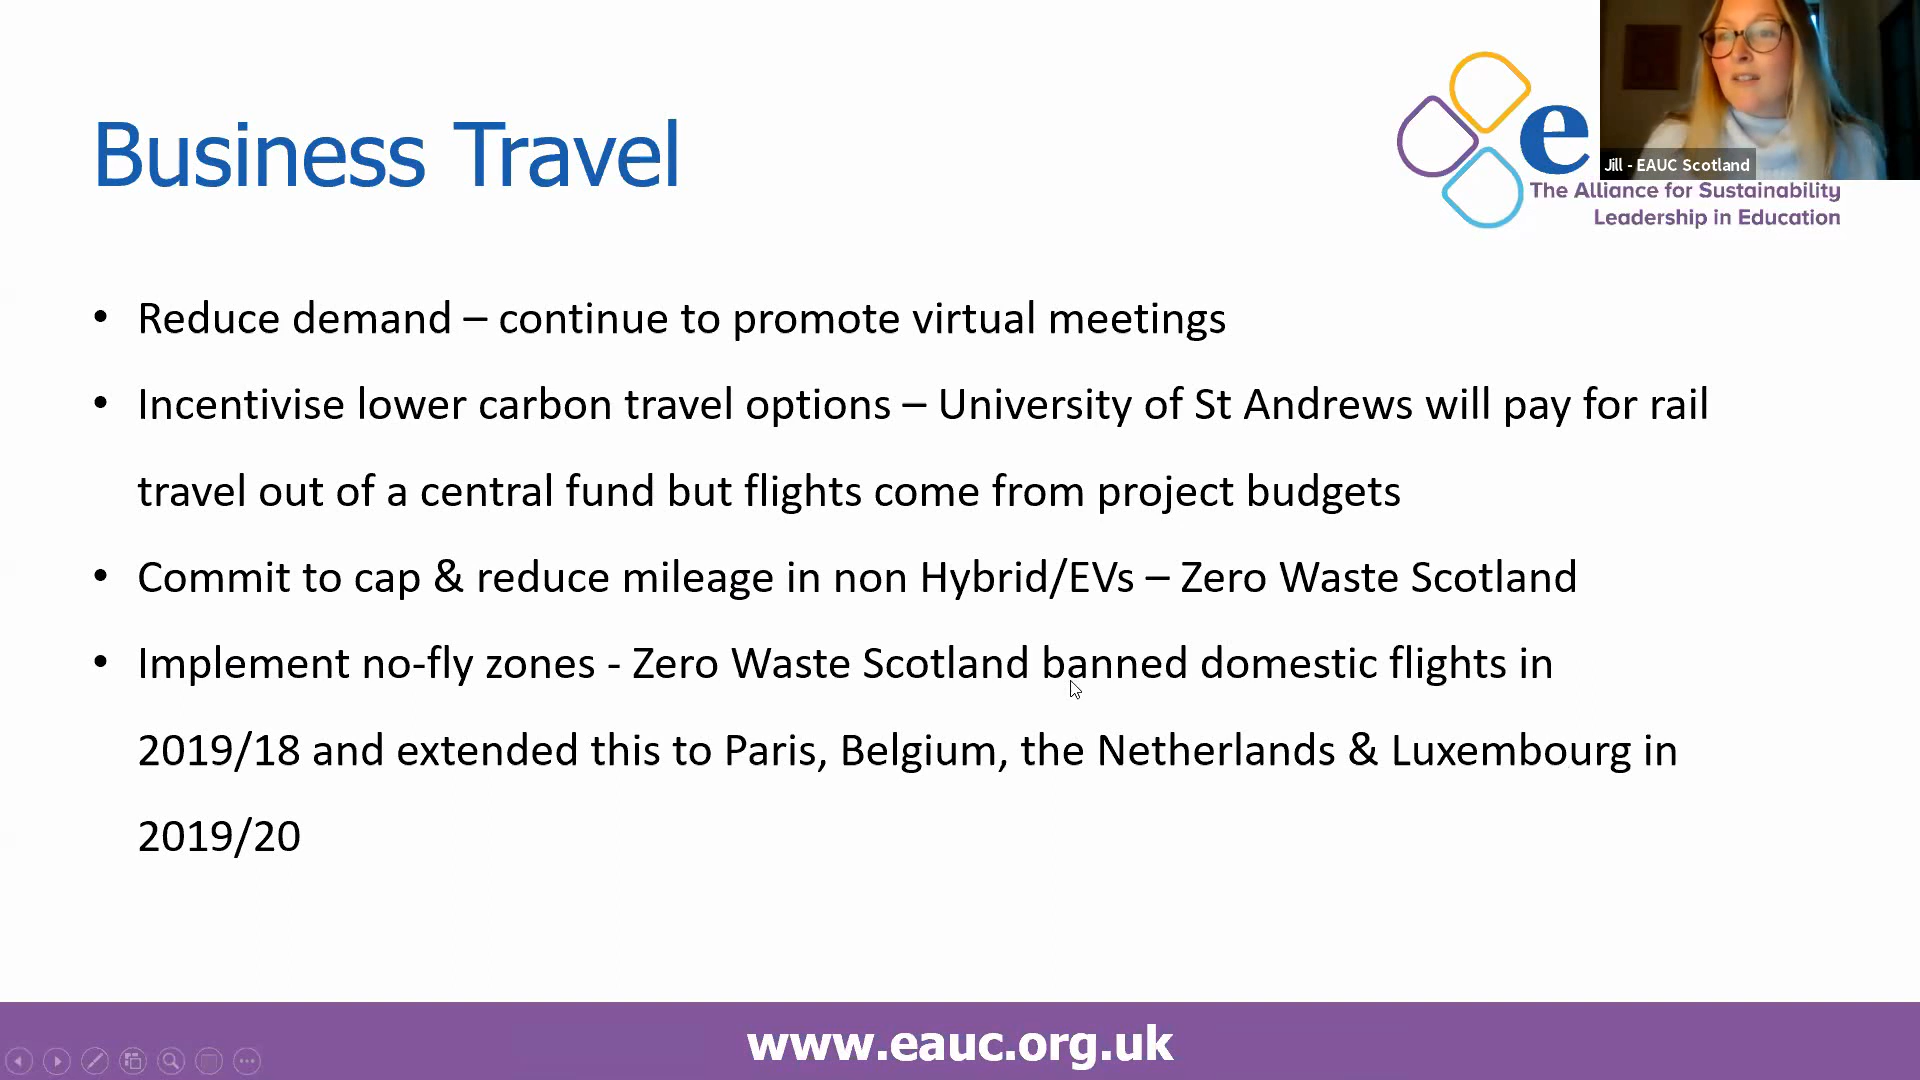 Business Travel
e
Jill - EAUC Scotland
The Alliance for Sustainability
Leadership in Education
• Reduce demand – continue to promote virtual meetings
• Incentivise lower carbon travel options – University of St Andrews will pay for rail
travel out of a central fund but flights come from project budgets
• Commit to cap & reduce mileage in non Hybrid/EVs – Zero Waste Scotland
• Implement no-fly zones - Zero Waste Scotland banned domestic flights in
2019/18 and extended this to Paris, Belgium, the Netherlands & Luxembourg in
2019/20
www.eauc.org.uk